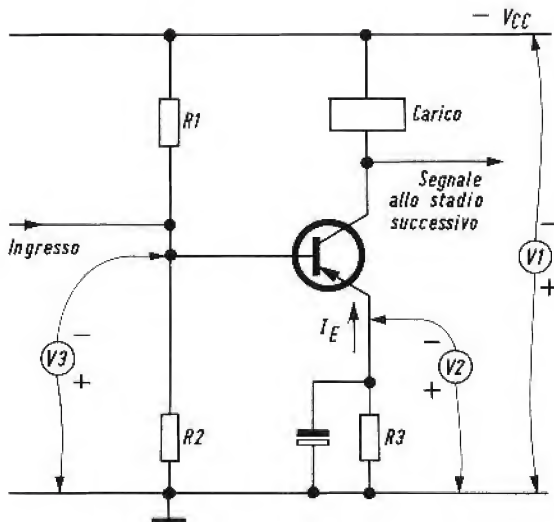 − VCC
R1
Carico
Segnale
allo stadio
successivo
Ingresso
−
V1
+
IE
−
V3
+
−
V2
+
R2
R3